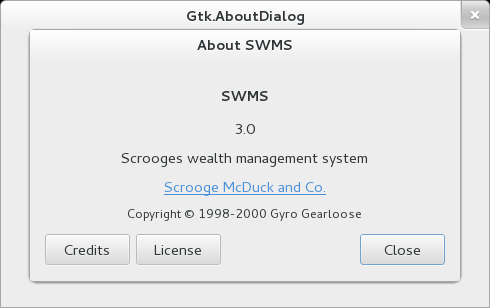 Gtk.AboutDialog
About SWMS
SWMS
3.0
Scrooges wealth management system
Scrooge McDuck and Co.
Copyright © 1998-2000 Gyro Gearloose
Credits License Close